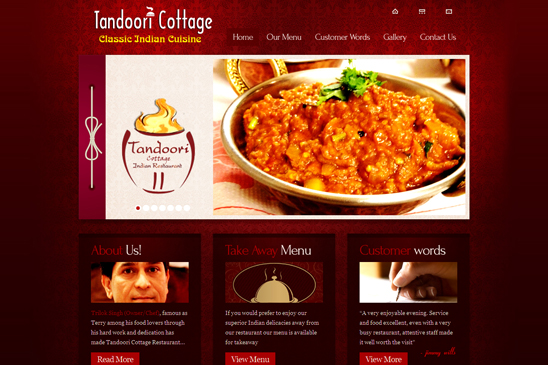 Tandoori Cottage
Classic Indian Cuisine
Home Our Menu Customer Words Gallery Contact Us
Tandoori
Cottage
Indian Restaurant
About Us!
Take Away Menu
Customer words
famous as
Terry among his food lovers through
his hard work and dedication has
made Tandoori Cottage Restaurant...
Read More
If you would prefer to enjoy our
superior Indian delicacies away from
our restaurant our menu is available
for takeaway
View Menu
"A very enjoyable evening. Service
and food excellent, even with a very
busy restaurant, attentive staff made
it well worth the visit"
View More